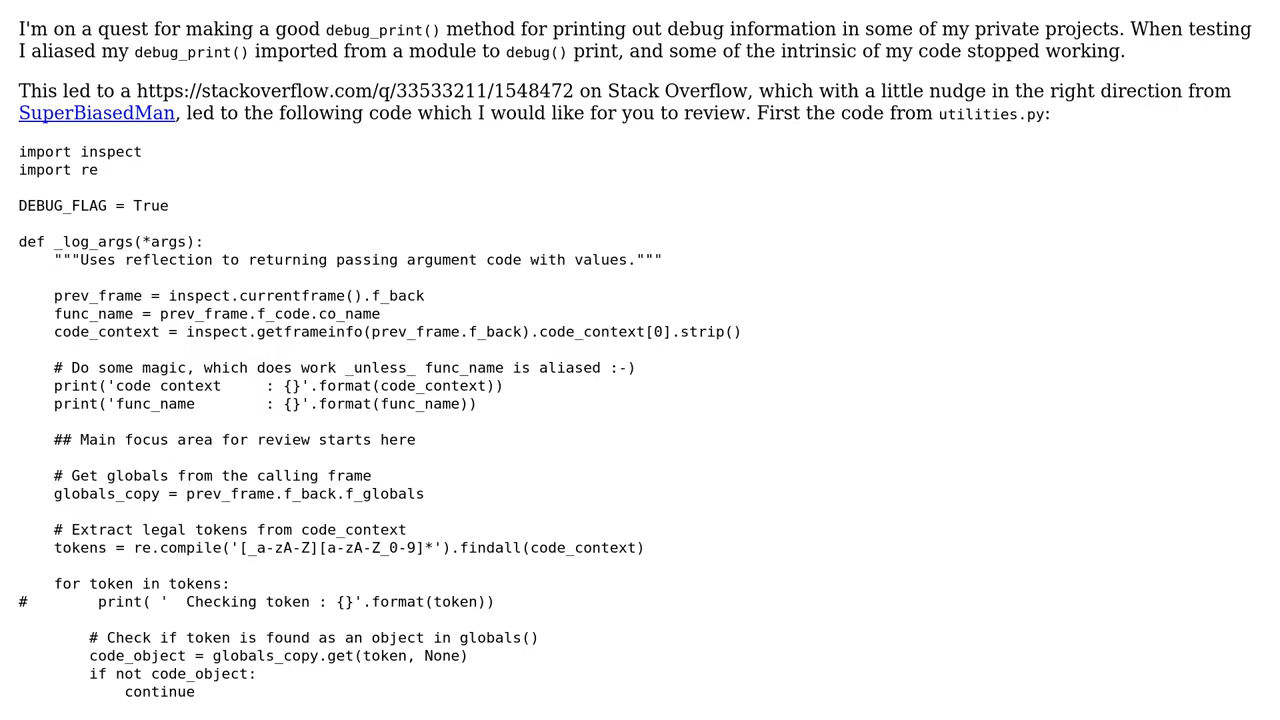 I'm on a quest for making a good debug_print() method for printing out debug information in some of my private projects. When testing
I aliased my debug_print() imported from a module to debug() print, and some of the intrinsic of my code stopped working.
This led to a https://stackoverflow.com/q/33533211/1548472 on Stack Overflow, which with a little nudge in the right direction from
SuperBiasedMan, led to the following code which I would like for you to review. First the code from utilities.py:
import inspect
import re
DEBUG_FLAG = True
def _log_args(*args):
    """Uses reflection to returning passing argument code with values."""
    prev_frame = inspect.currentframe().f_back
    func_name = prev_frame.f_code.co_name
    code_context = inspect.getframeinfo(prev_frame.f_back).code_context[0].strip()
    # Do some magic, which does work _unless_ func_name is aliased :-)
    print('code context     : {}'.format(code_context))
    print('func_name        : {}'.format(func_name))
    ## Main focus area for review starts here
    # Get globals from the calling frame
    globals_copy = prev_frame.f_back.f_globals
    # Extract legal tokens from code_context
    tokens = re.compile('[_a-zA-Z][a-zA-Z_0-9]*').findall(code_context)
    for token in tokens:
#        print( '  Checking token : {}'.format(token))
        # Check if token is found as an object in globals()
        code_object = globals_copy.get(token, None)
        if not code_object:
            continue